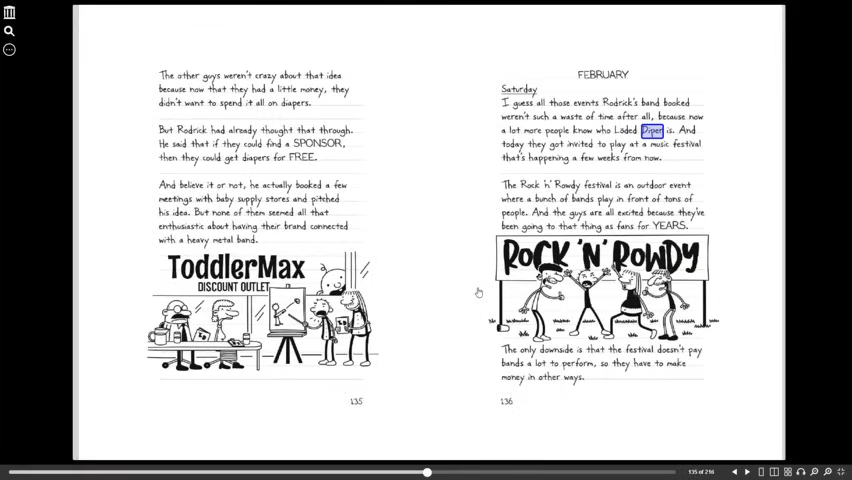 The other guys weren't crazy about that idea
because now that they had a little money, they
didn't want to spend it all on diapers.
But Rodrick had already thought that through.
He said that if they could find a SPONSOR,
then they could get diapers for FREE.
And believe it or not, he actually booked a few
meetings with baby supply stores and pitched
his idea. But none of them seemed all that
enthusiastic about having their brand connected
with a heavy metal band.
ToddlerMax
DISCOUNT OUTLET
135
FEBRUARY
Saturday
I guess all those events Rodrick's band booked
weren't such a waste of time after all, because now
a lot more people know who Löded Diper is. And
today they got invited to play at a music festival
that's happening a few weeks from now.
The Rock 'n' Rowdy festival is an outdoor event
where a bunch of bands play in front of tons of
people. And the guys are all excited because they've
been going to that thing as fans for YEARS.
ROCK 'N' ROWDY
The only downside is that the festival doesn't pay
bands a lot to perform, so they have to make
money in other ways.
136
135 of 216